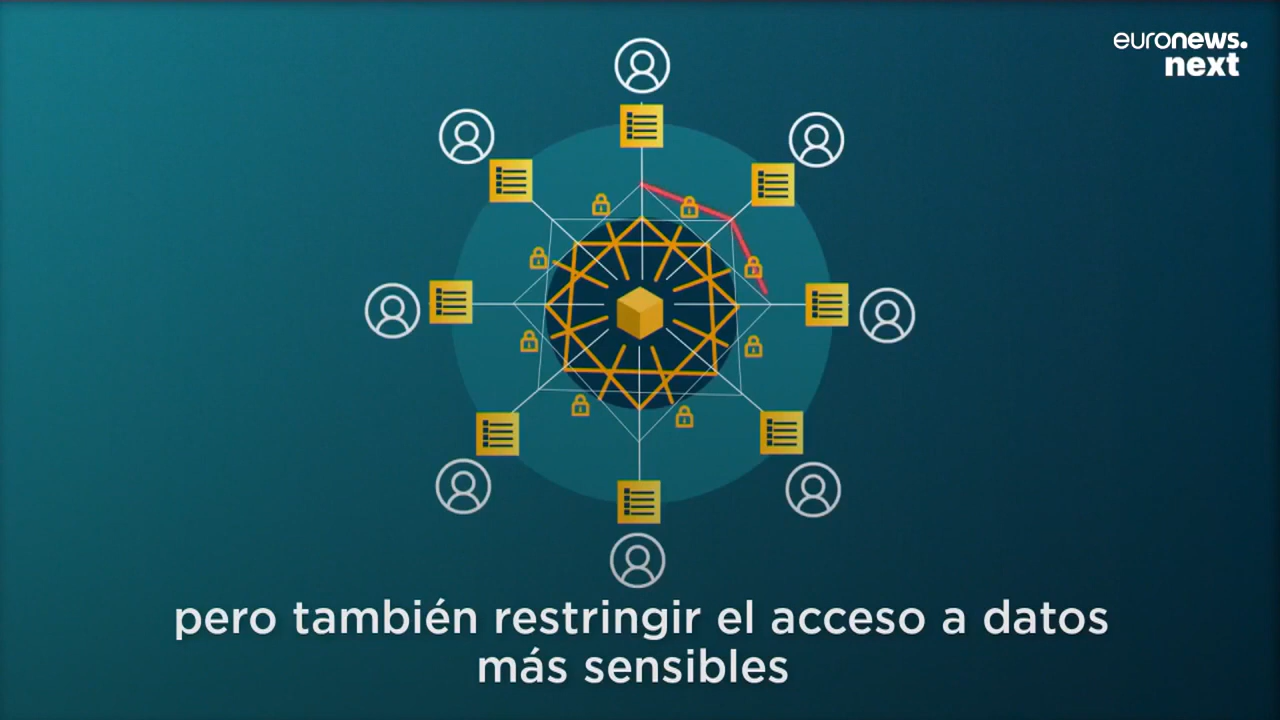 euronews.
next
pero también restringir el acceso a datos
más sensibles